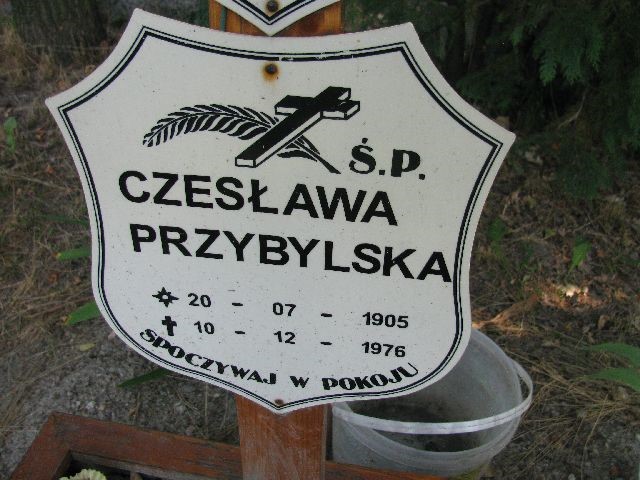 Ś.P.
CZESŁAWA
PRZYBYLSKA
20 - 07 - 1905
10 - 12 - 1976
SPOCZYWAJ W POKOJU